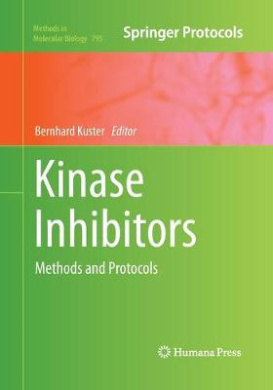 Methods in
Molecular Biology 795
Springer Protocols
Bernhard Kuster Editor
Kinase
Inhibitors
Methods and Protocols
Humana Press